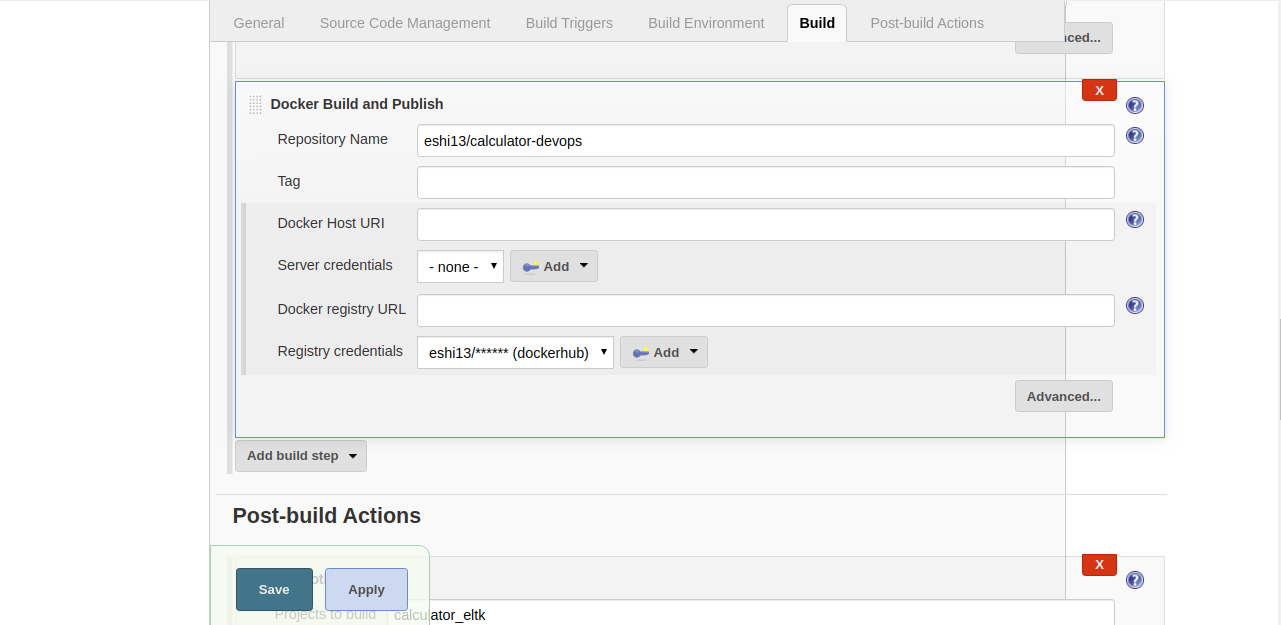 General Source Code Management Build Triggers Build Environment Build Post-build Actions
Docker Build and Publish X
Repository Name eshi13/calculator-devops
Tag
Docker Host URI
Server credentials - none - Add
Docker registry URL
Registry credentials eshi13/****** (dockerhub) Add
Advanced...
Add build step
Post-build Actions
X
Save Apply
Projects to build calculator_eltk